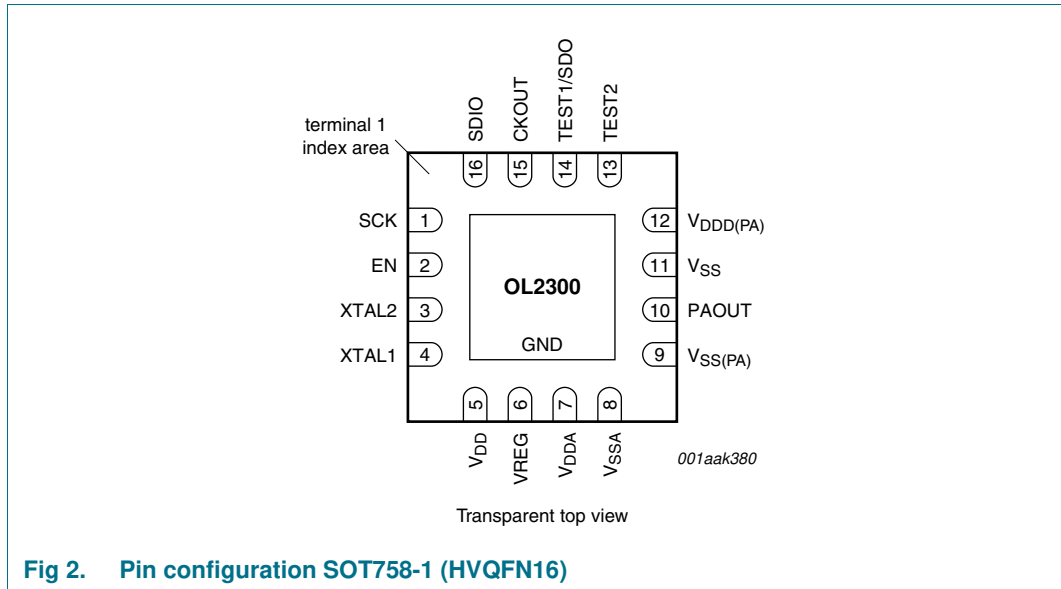 SDIO
CKOUT
TEST1/SDO
TEST2
terminal 1
index area
16
15
14
13
SCK 1
12 VDDD(PA)
EN 2
11 VSS
OL2300
XTAL2 3
10 PAOUT
GND
XTAL1 4
9 VSS(PA)
5
6
7
8
VDD
VREG
VDDA
VSSA
001aak380
Transparent top view
Fig 2. Pin configuration SOT758-1 (HVQFN16)